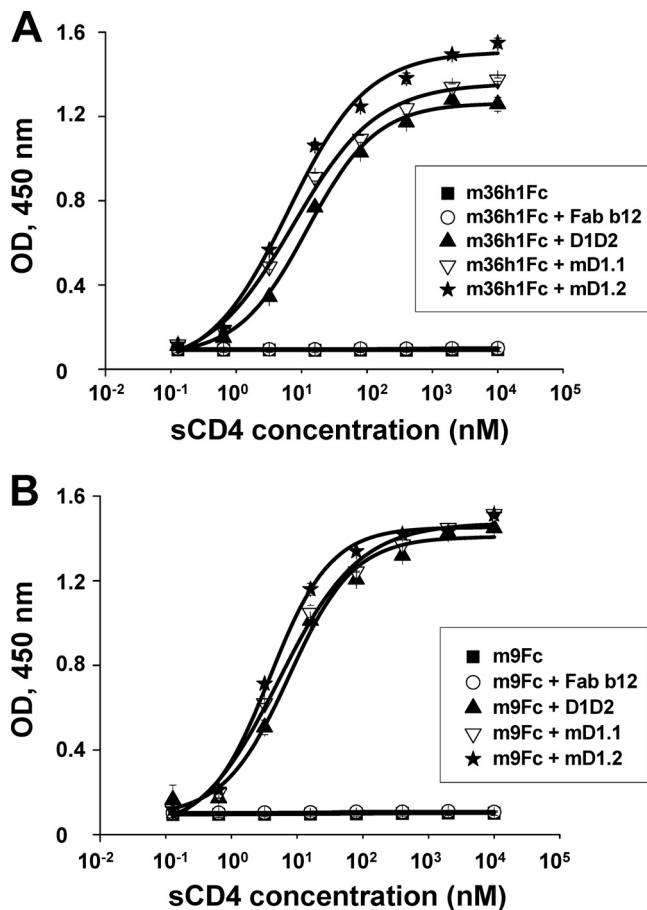 A
1.6
1.2
0.8
0.4
0
OD, 450 nm
m36h1Fc
m36h1Fc + Fab b12
m36h1Fc + D1D2
m36h1Fc + mD1.1
m36h1Fc + mD1.2
10-2 10-1 100 101 102 103 104 105
sCD4 concentration (nM)
B
1.6
1.2
0.8
0.4
0
OD, 450 nm
m9Fc
m9Fc + Fab b12
m9Fc + D1D2
m9Fc + mD1.1
m9Fc + mD1.2
10-2 10-1 100 101 102 103 104 105
sCD4 concentration (nM)